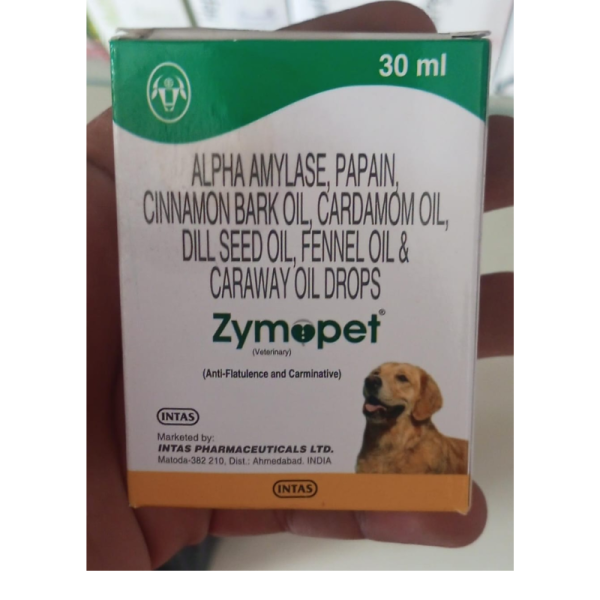 30 ml
ALPHA AMYLASE, PAPAIN,
CINNAMON BARK OIL, CARDAMOM OIL,
DILL SEED OIL, FENNEL OIL &
CARAWAY OIL DROPS
Zymopet®
(Veterinary)
(Anti-Flatulence and Carminative)
INTAS
Marketed by:
INTAS PHARMACEUTICALS LTD.
Matoda-382 210, Dist.: Ahmedabad. INDIA
INTAS